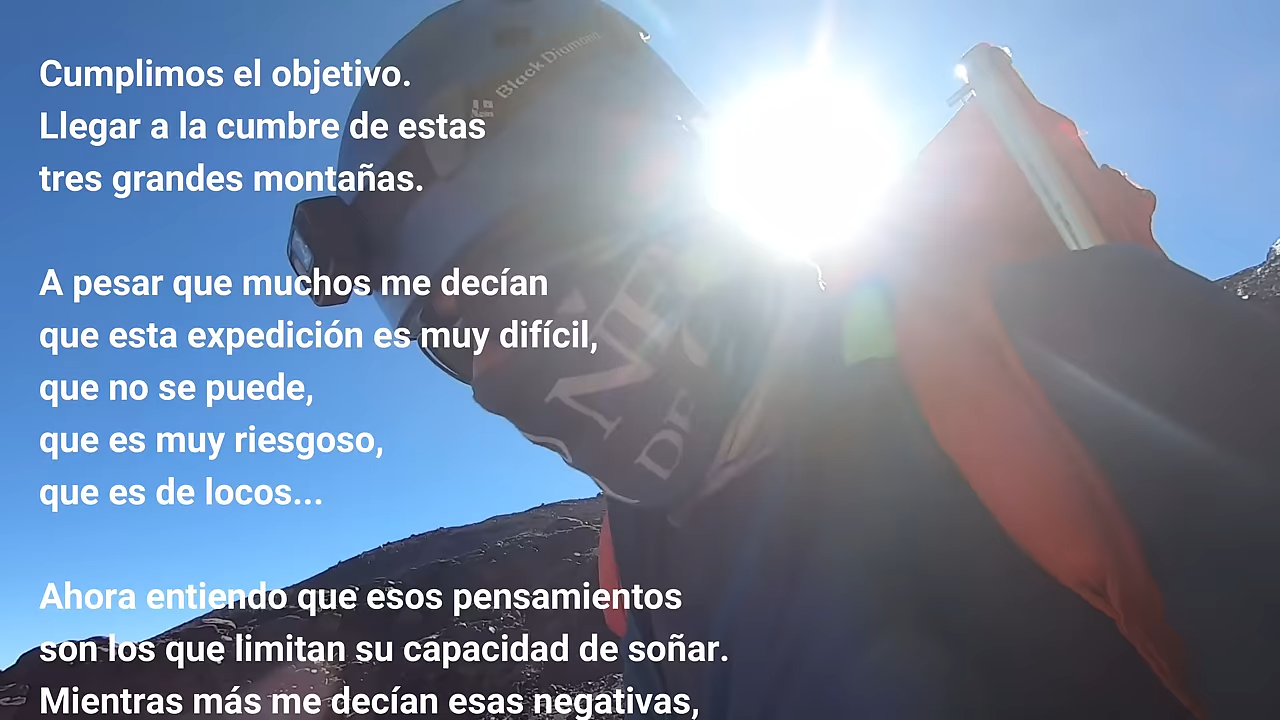 Cumplimos el objetivo.
Llegar a la cumbre de estas
tres grandes montañas.
A pesar que muchos me decían
que esta expedición es muy difícil,
que no se puede,
que es muy riesgoso,
que es de locos...
Ahora entiendo que esos pensamientos
son los que limitan su capacidad de soñar.
Mientras más me decían esas negativas,
Black Diamond
DE